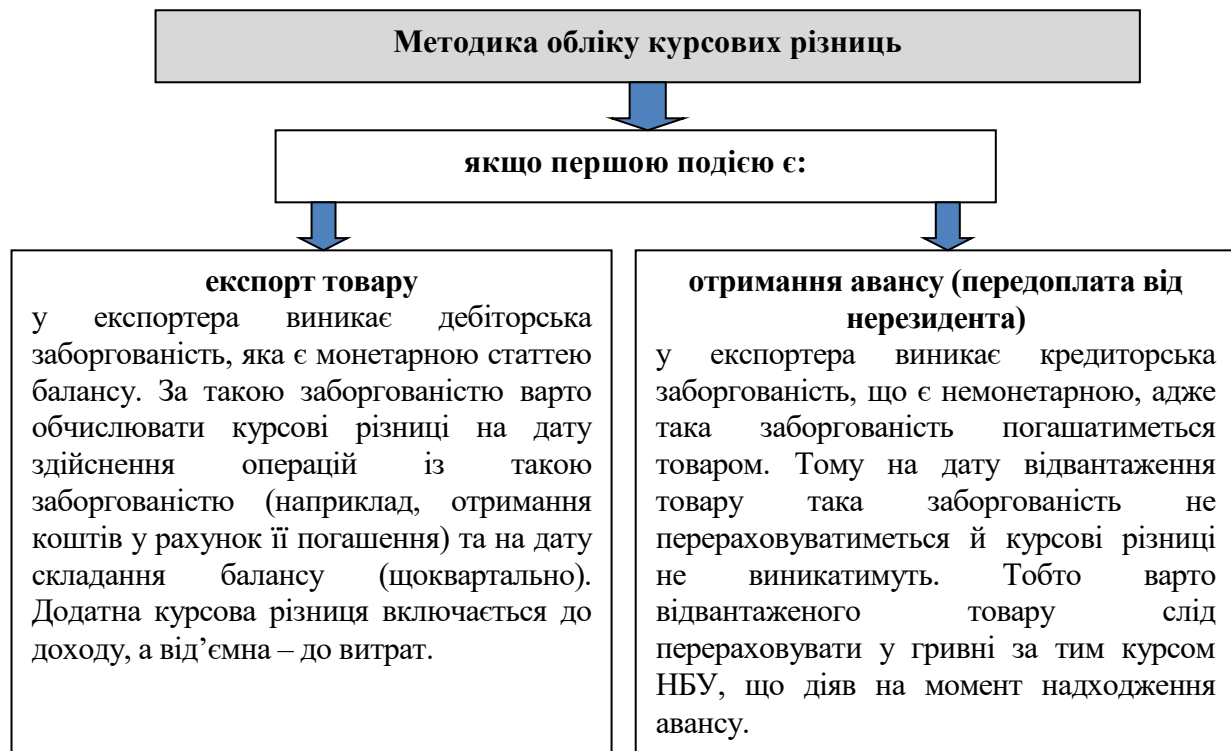 Методика обліку курсових різниць
якщо першою подією є:
експорт товару
у експортера виникає дебіторська
заборгованість, яка є монетарною статтею
балансу. За такою заборгованістю варто
обчислювати курсові різниці на дату
здійснення операцій із такою
заборгованістю (наприклад, отримання
коштів у рахунок її погашення) та на дату
складання балансу (щоквартально).
Додатна курсова різниця включається до
доходу, а від’ємна – до витрат.
отримання авансу (передоплата від
нерезидента)
у експортера виникає кредиторська
заборгованість, що є немонетарною, адже
така заборгованість погашатиметься
товаром. Тому на дату відвантаження
товару така заборгованість не
перераховуватиметься й курсові різниці
не виникатимуть. Тобто варто
відвантаженого товару слід
перераховувати у гривні за тим курсом
НБУ, що діяв на момент надходження
авансу.